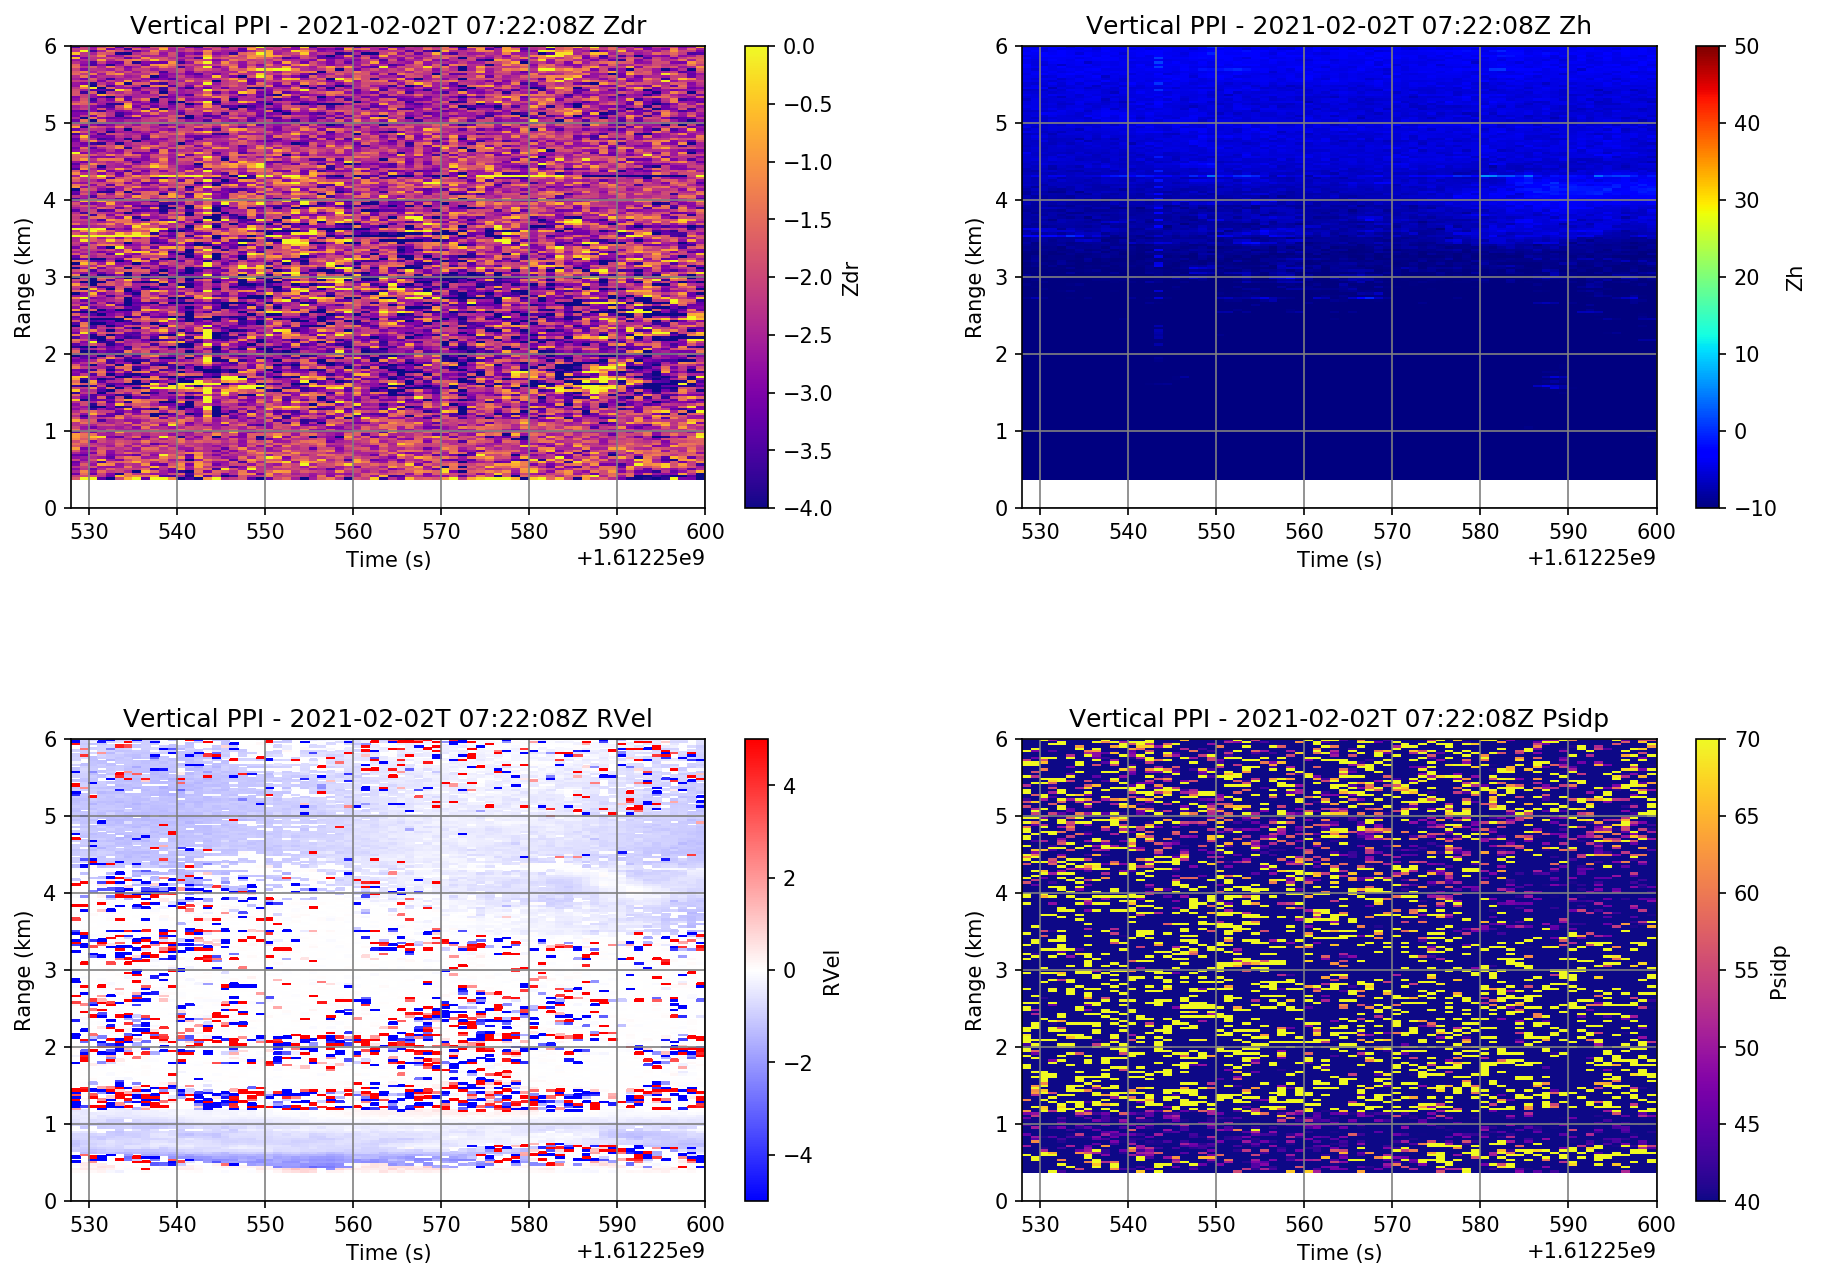 Vertical PPI - 2021-02-02T 07:22:08Z Zdr
6
5
4
3
2
1
0
Range (km)
530 540 550 560 570 580 590 600
Time (s)
+1.61225e9
0.0
−0.5
−1.0
−1.5
−2.0
−2.5
−3.0
−3.5
−4.0
Zdr
Vertical PPI - 2021-02-02T 07:22:08Z Zh
6
5
4
3
2
1
0
Range (km)
530 540 550 560 570 580 590 600
Time (s)
+1.61225e9
50
40
30
20
10
0
−10
Zh
Vertical PPI - 2021-02-02T 07:22:08Z RVel
6
5
4
3
2
1
0
Range (km)
530 540 550 560 570 580 590 600
Time (s)
+1.61225e9
4
2
0
−2
−4
RVel
Vertical PPI - 2021-02-02T 07:22:08Z Psidp
6
5
4
3
2
1
0
Range (km)
530 540 550 560 570 580 590 600
Time (s)
+1.61225e9
70
65
60
55
50
45
40
Psidp